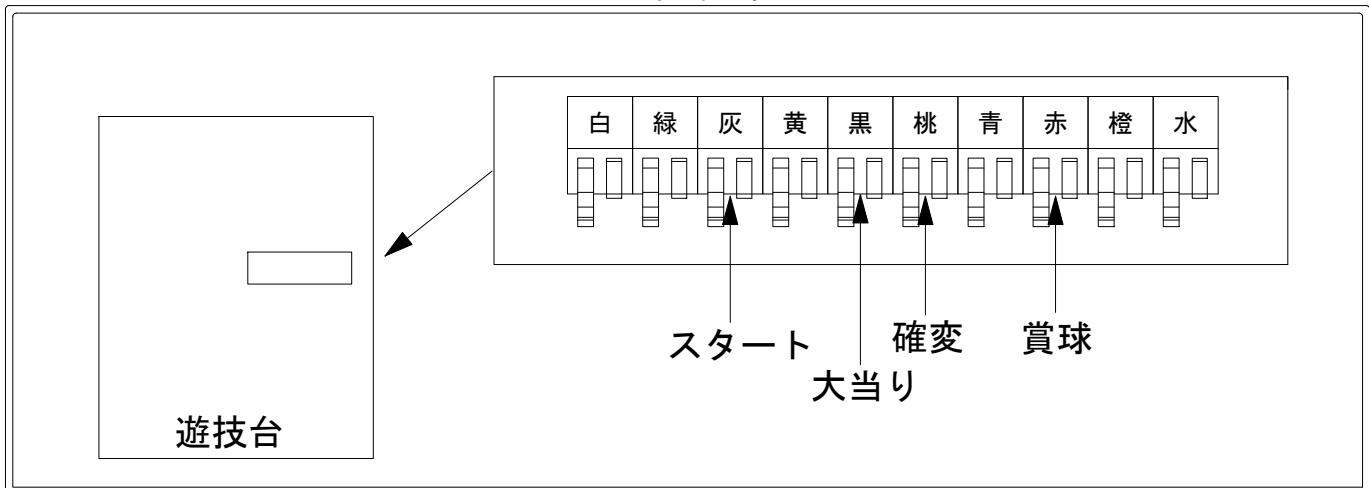 白 緑 灰 黄 黒 桃 青 赤 橙 水
スタート
大当り
確変
賞球
遊技台